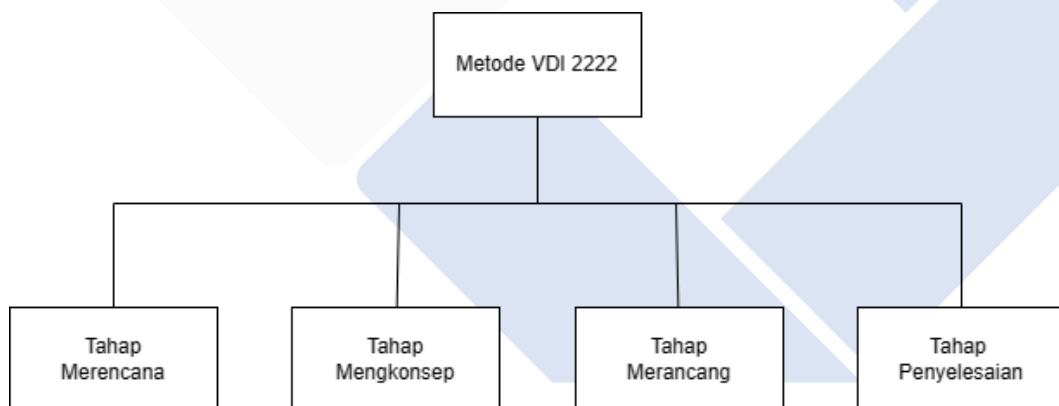 Metode VDI 2222
Tahap
Merencana
Tahap
Mengkonsep
Tahap
Merancang
Tahap
Penyelesaian